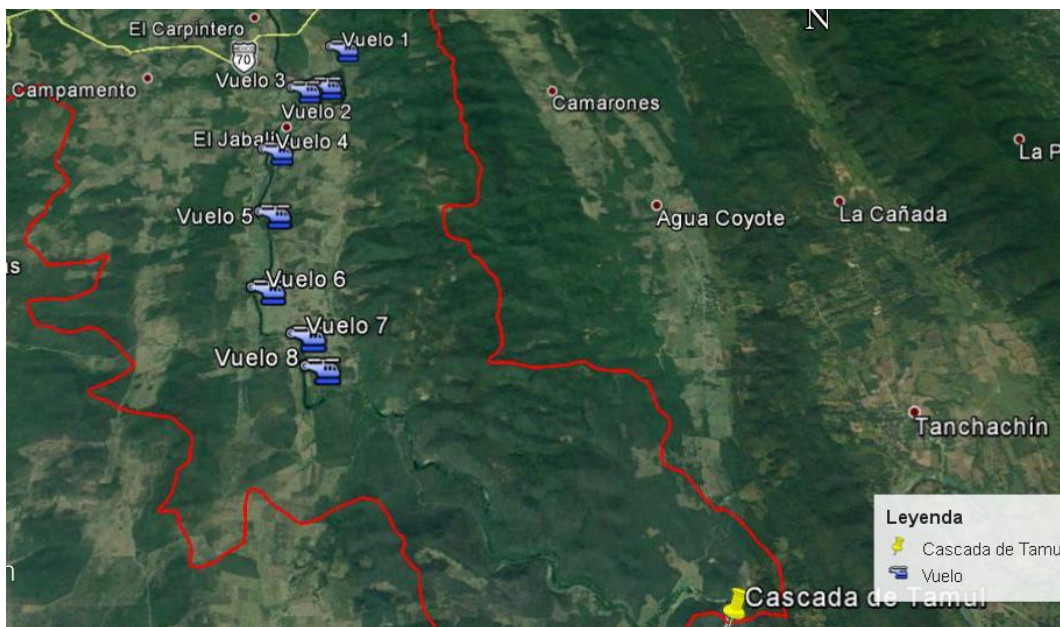 N
El Carpintero
Vuelo 1
70
Campamento
Vuelo 3
Vuelo 2
Camarones
El Jabalí
Vuelo 4
La P
Vuelo 5
Agua Coyote
La Cañada
as
Vuelo 6
Vuelo 7
Vuelo 8
Tanchachín
Leyenda
Cascada de Tamu
Vuelo
n
Cascada de Tamul